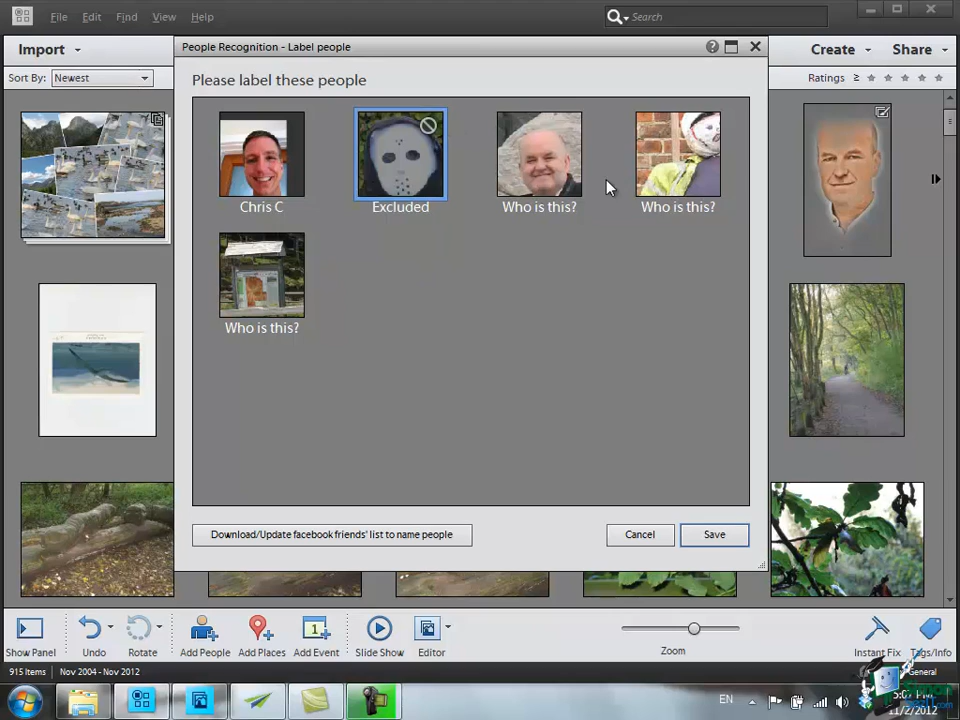 File Edit Find View Help
Search
Import
People Recognition - Label people
Create Share
Sort By: Newest
Please label these people
Ratings ≥
Chris C
Excluded
Who is this?
Who is this?
Who is this?
Download/Update facebook friends' list to name people
Cancel
Save
Show Panel
Undo
Rotate
Add People
Add Places
1
Add Event
Slide Show
Editor
Zoom
Instant Fix
Tags/Info
915 Items Nov 2004 - Nov 2012
General
EN
11/2/2012